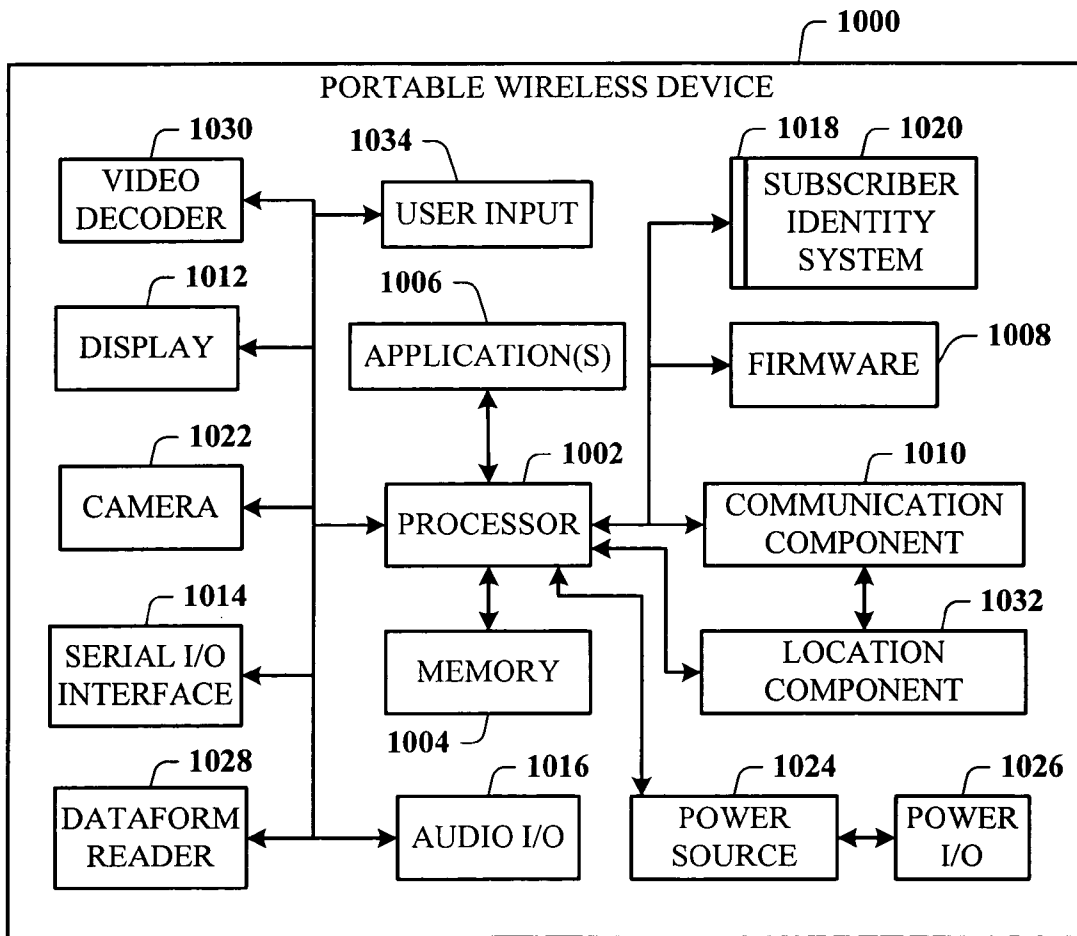 1000
PORTABLE WIRELESS DEVICE
1030
VIDEO
DECODER
1034
USER INPUT
1018
1020
SUBSCRIBER
IDENTITY
SYSTEM
1012
DISPLAY
1006
APPLICATION(S)
1008
FIRMWARE
1022
CAMERA
1002
PROCESSOR
1010
COMMUNICATION
COMPONENT
1014
SERIAL I/O
INTERFACE
MEMORY
1004
1032
LOCATION
COMPONENT
1028
DATAFORM
READER
1016
AUDIO I/O
1024
POWER
SOURCE
1026
POWER
I/O